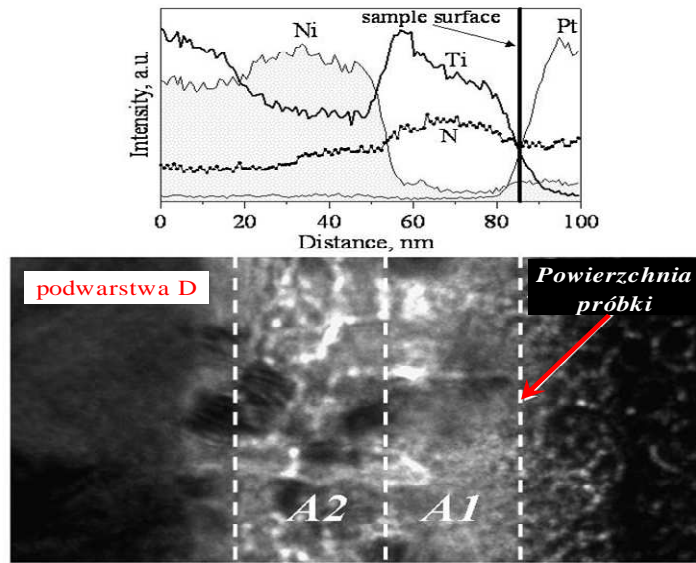 sample surface
Ni
Pt
Ti
N
Intensity, a.u.
0 20 40 60 80 100
Distance, nm
podwarstwa D
Powierzchnia
próbki
A2 A1